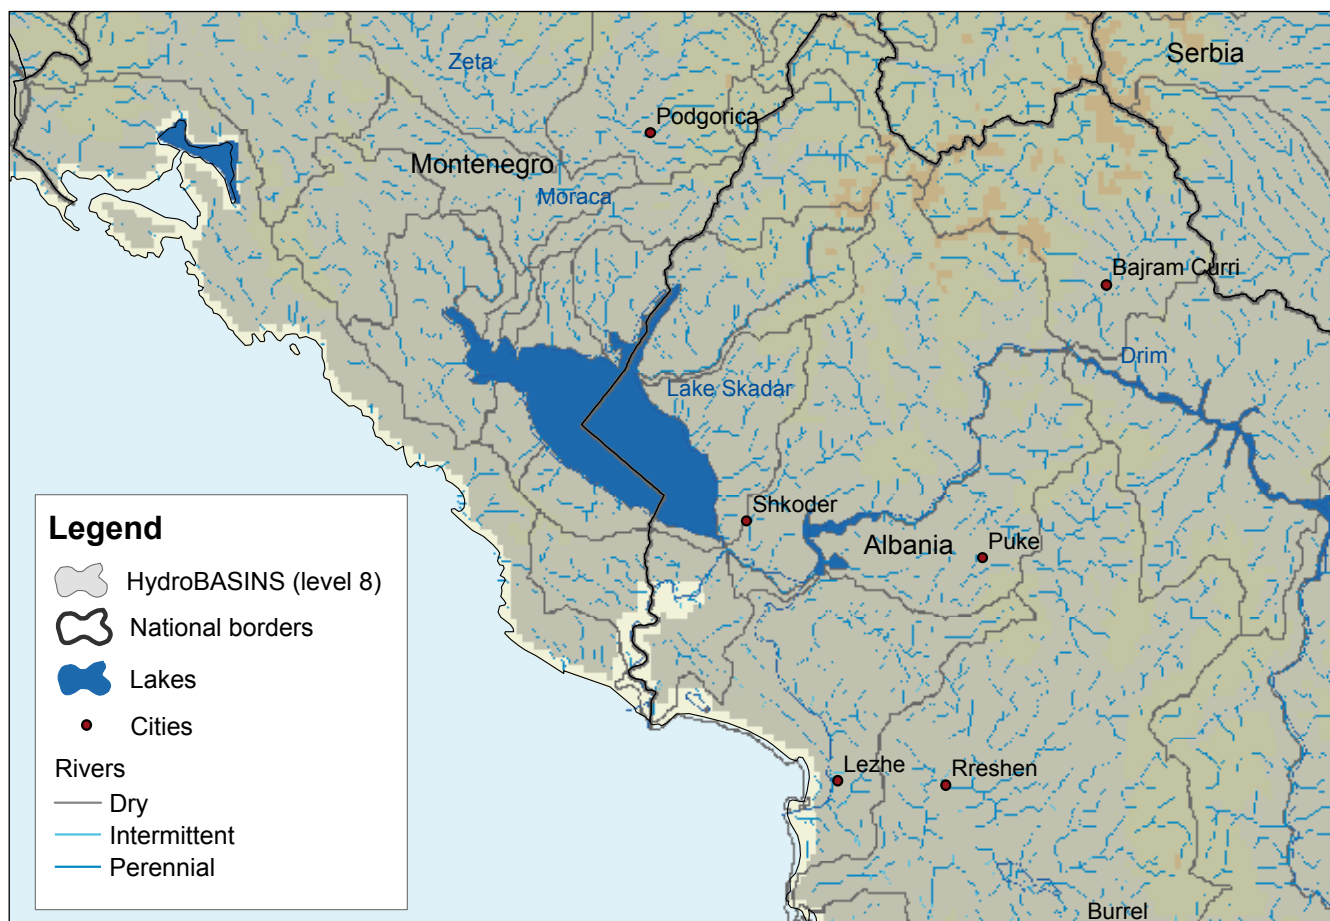 Serbia
Zeta
Podgorica
Montenegro
Moraca
Bajram Curri
Drim
Lake Skadar
Shkoder
Albania
Puke
Lezhe
Rreshen
Burrel
Legend
HydroBASINS (level 8)
National borders
Lakes
Cities
Rivers
Dry
Intermittent
Perennial